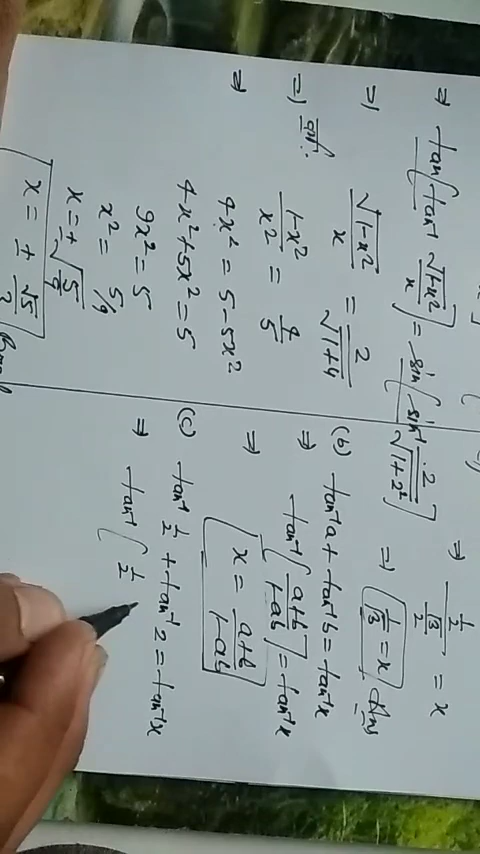 ⇒ tan[tan⁻¹ √(1-x²)/x] = sin[sin⁻¹ 2/√(1+2²)]
⇒ √(1-x²)/x = 2/√(1+4)
⇒ (1-x²)/x² = 4/5
⇒ 4x² = 5-5x²
4x²+5x² = 5
9x² = 5
x² = 5/9
x = ± √(5/9)
x = ± √5/3
⇒ (1/2)/(√3/2) = x
⇒ 1/√3 = x Ans
(b) tan⁻¹a + tan⁻¹b = tan⁻¹x
⇒ tan⁻¹[(a+b)/(1-ab)] = tan⁻¹x
⇒ x = (a+b)/(1-ab)
(c) tan⁻¹ 1/2 + tan⁻¹ 2 = tan⁻¹x
⇒ tan⁻¹( 1/2